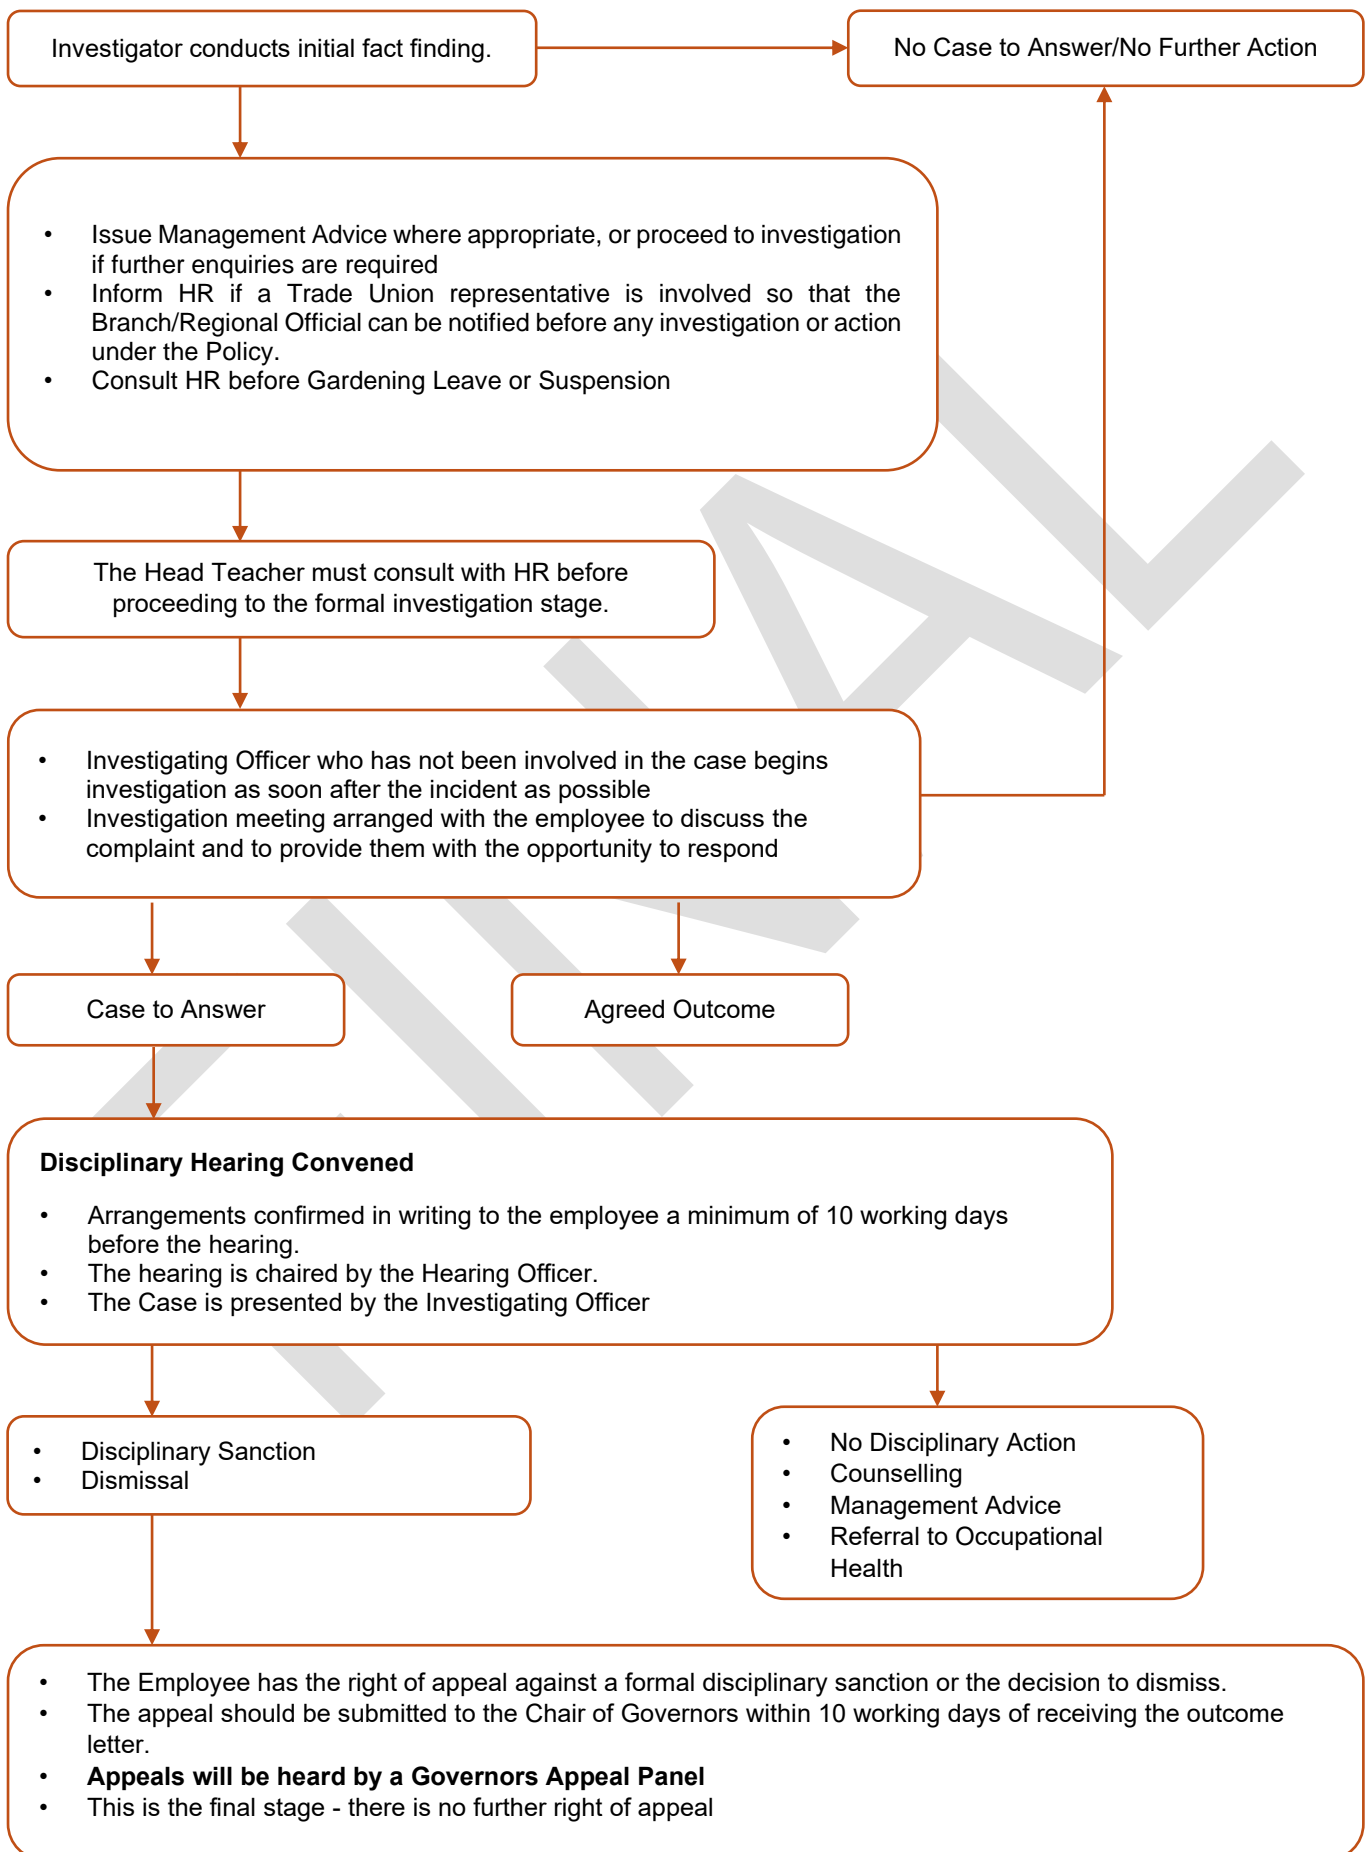 Investigator conducts initial fact finding.
No Case to Answer/No Further Action
• Issue Management Advice where appropriate, or proceed to investigation
if further enquiries are required
• Inform HR if a Trade Union representative is involved so that the
Branch/Regional Official can be notified before any investigation or action
under the Policy.
• Consult HR before Gardening Leave or Suspension
The Head Teacher must consult with HR before
proceeding to the formal investigation stage.
• Investigating Officer who has not been involved in the case begins
investigation as soon after the incident as possible
• Investigation meeting arranged with the employee to discuss the
complaint and to provide them with the opportunity to respond
Case to Answer
Agreed Outcome
Disciplinary Hearing Convened
• Arrangements confirmed in writing to the employee a minimum of 10 working days
before the hearing.
• The hearing is chaired by the Hearing Officer.
• The Case is presented by the Investigating Officer
• Disciplinary Sanction
• Dismissal
• No Disciplinary Action
• Counselling
• Management Advice
• Referral to Occupational
Health
• The Employee has the right of appeal against a formal disciplinary sanction or the decision to dismiss.
• The appeal should be submitted to the Chair of Governors within 10 working days of receiving the outcome
letter.
• Appeals will be heard by a Governors Appeal Panel
• This is the final stage - there is no further right of appeal
FINAL